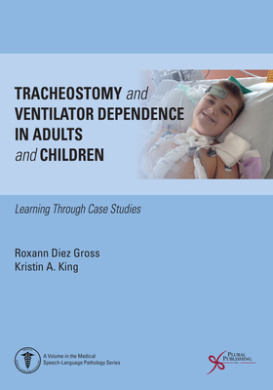 TRACHEOSTOMY and
VENTILATOR DEPENDENCE
IN ADULTS
and CHILDREN
Learning Through Case Studies
Roxann Diez Gross
Kristin A. King
A Volume in the Medical
Speech-Language Pathology Series
PLURAL
PUBLISHING